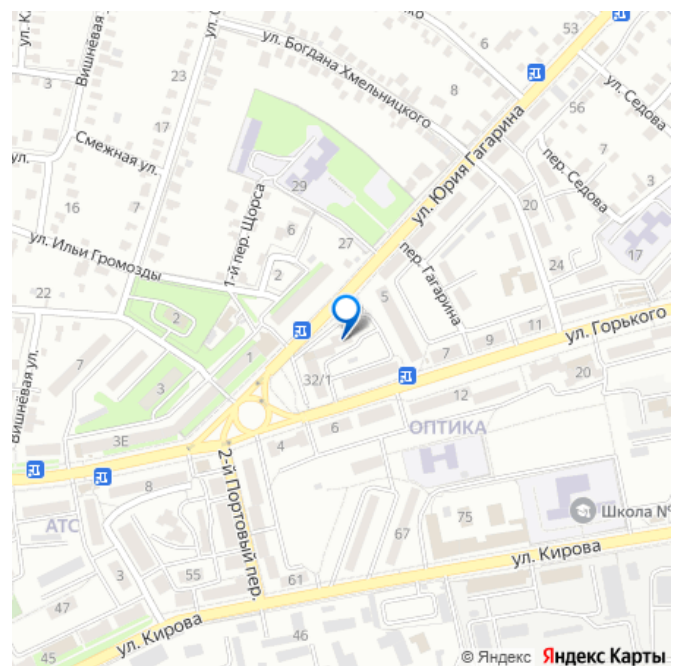 53
6
ул. Богдана Хмельницкого
Вишнёвая ул.
3
23
8
56
ул. Седова
17
Смежная ул.
7
ул. Юрия Гагарина
пер. Седова
3
29
ул.
16
7
1-й пер. Щорса
6
20
27
пер. Гагарина
17
ул. Ильи Громозды
2
24
22
5
2
11
ул. Горького
9
7
1
Вишнёвая ул.
7
3
32/1
12
20
3Е
6
4
ОПТИКА
2-й Портовый пер.
8
АТС
75
Школа №
67
ул. Кирова
3
55
61
47
45
ул. Кирова
46
© Яндекс Яндекс Карты